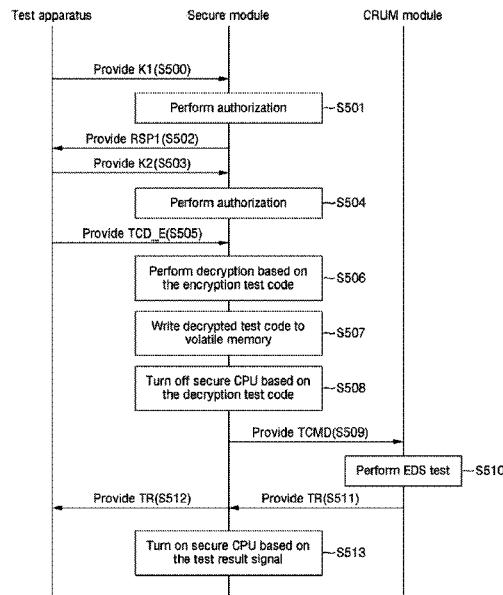 Test apparatus
Secure module
CRUM module
Provide K1(S500)
Perform authorization
S501
Provide RSP1(S502)
Provide K2(S503)
Perform authorization
S504
Provide TCD_E(S505)
Perform decryption based on
the encryption test code
S506
Write decrypted test code to
volatile memory
S507
Turn off secure CPU based on
the decryption test code
S508
Provide TCMD(S509)
Perform EDS test
S510
Provide TR(S512)
Provide TR(S511)
Turn on secure CPU based on
the test result signal
S513